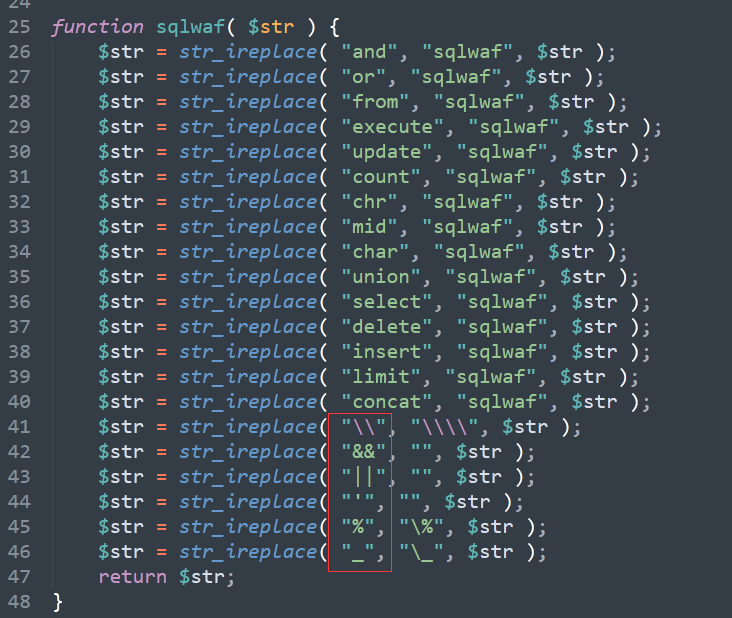 24
25 function sqlwaf( $str ) {
26 $str = str_ireplace( "and", "sqlwaf", $str );
27 $str = str_ireplace( "or", "sqlwaf", $str );
28 $str = str_ireplace( "from", "sqlwaf", $str );
29 $str = str_ireplace( "execute", "sqlwaf", $str );
30 $str = str_ireplace( "update", "sqlwaf", $str );
31 $str = str_ireplace( "count", "sqlwaf", $str );
32 $str = str_ireplace( "chr", "sqlwaf", $str );
33 $str = str_ireplace( "mid", "sqlwaf", $str );
34 $str = str_ireplace( "char", "sqlwaf", $str );
35 $str = str_ireplace( "union", "sqlwaf", $str );
36 $str = str_ireplace( "select", "sqlwaf", $str );
37 $str = str_ireplace( "delete", "sqlwaf", $str );
38 $str = str_ireplace( "insert", "sqlwaf", $str );
39 $str = str_ireplace( "limit", "sqlwaf", $str );
40 $str = str_ireplace( "concat", "sqlwaf", $str );
41 $str = str_ireplace( "\\", "\\\\", $str );
42 $str = str_ireplace( "&&", "", $str );
43 $str = str_ireplace( "||", "", $str );
44 $str = str_ireplace( "'", "", $str );
45 $str = str_ireplace( "%", "\%", $str );
46 $str = str_ireplace( "_", "\_", $str );
47 return $str;
48 }